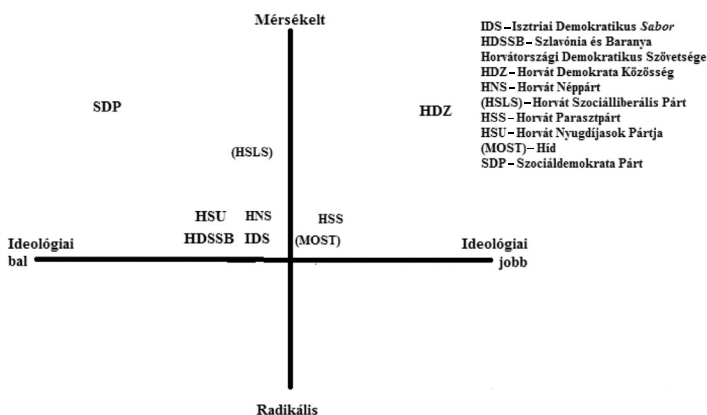 Mérsékelt
SDP
HDZ
(HSLS)
HSU HNS
HSS
HDSSB IDS
(MOST)
Ideológiai
bal
Ideológiai
jobb
Radikális
IDS – Isztriai Demokratikus Sabor
HDSSB – Szlavónia és Baranya
Horvátországi Demokratikus Szövetsége
HDZ – Horvát Demokrata Közösség
HNS – Horvát Néppárt
(HSLS) – Horvát Szociálliberális Párt
HSS – Horvát Parasztpárt
HSU – Horvát Nyugdíjasok Pártja
(MOST) – Híd
SDP – Szociáldemokrata Párt